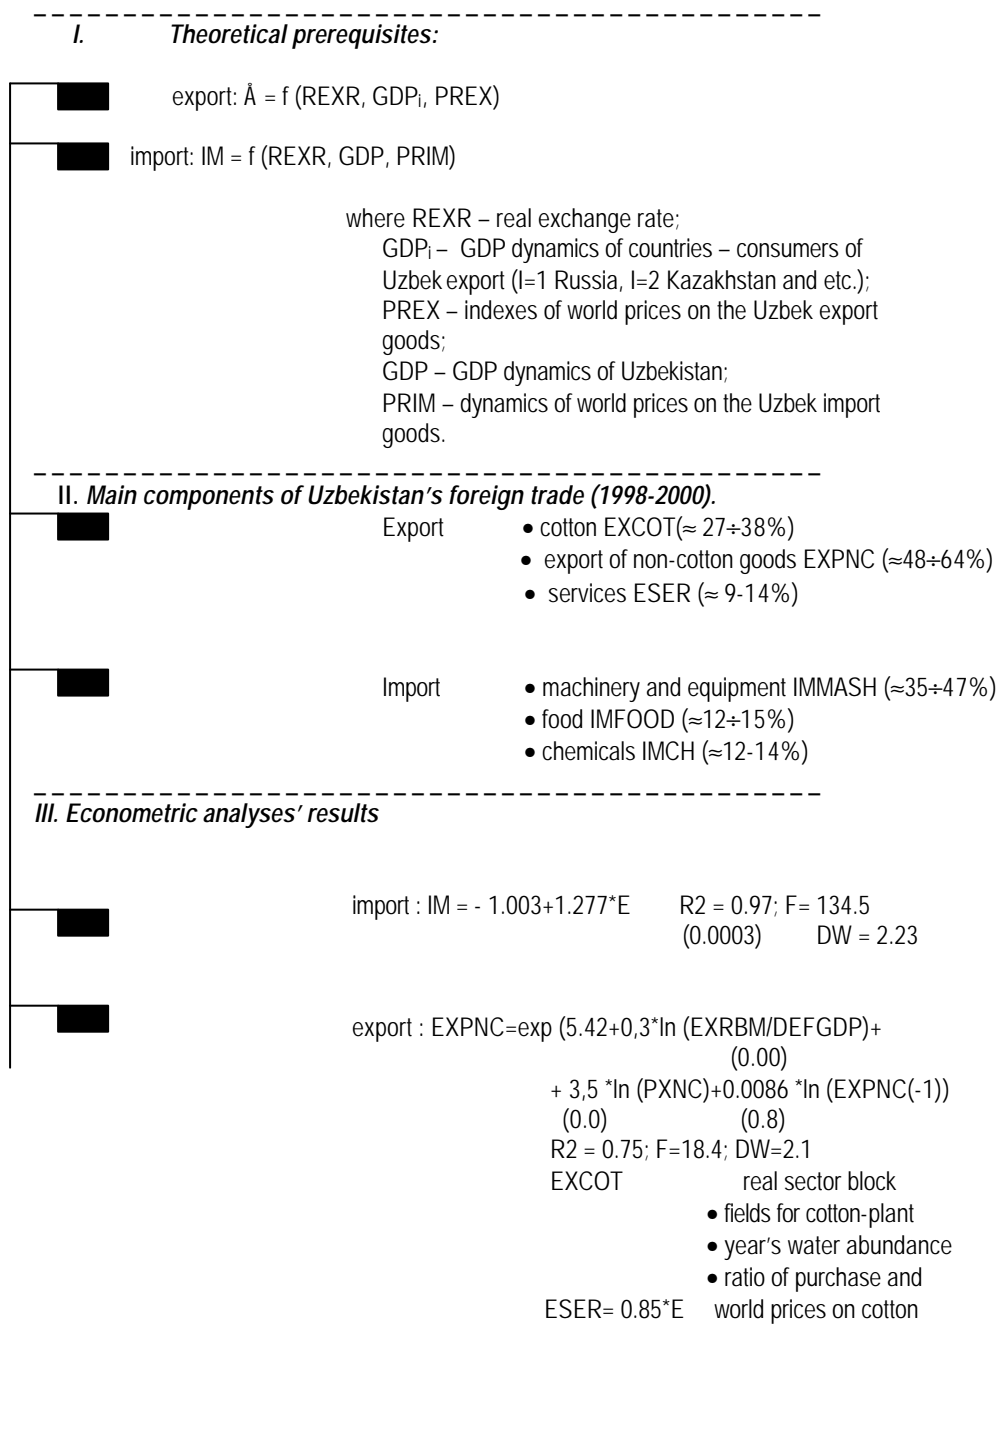 I. Theoretical prerequisites:
export: Å = f (REXR, GDPi, PREX)
import: IM = f (REXR, GDP, PRIM)
where REXR – real exchange rate;
GDPi – GDP dynamics of countries – consumers of
Uzbek export (I=1 Russia, I=2 Kazakhstan and etc.);
PREX – indexes of world prices on the Uzbek export
goods;
GDP – GDP dynamics of Uzbekistan;
PRIM – dynamics of world prices on the Uzbek import
goods.
II. Main components of Uzbekistan's foreign trade (1998-2000).
Export • cotton EXCOT(≈ 27÷38%)
• export of non-cotton goods EXPNC (≈48÷64%)
• services ESER (≈ 9-14%)
Import • machinery and equipment IMMASH (≈35÷47%)
• food IMFOOD (≈12÷15%)
• chemicals IMCH (≈12-14%)
III. Econometric analyses' results
import : IM = - 1.003+1.277*E R2 = 0.97; F= 134.5
(0.0003) DW = 2.23
export : EXPNC=exp (5.42+0,3*ln (EXRBM/DEFGDP)+
(0.00)
+ 3,5 *ln (PXNC)+0.0086 *ln (EXPNC(-1))
(0.0) (0.8)
R2 = 0.75; F=18.4; DW=2.1
EXCOT real sector block
• fields for cotton-plant
• year's water abundance
• ratio of purchase and
ESER= 0.85*E world prices on cotton